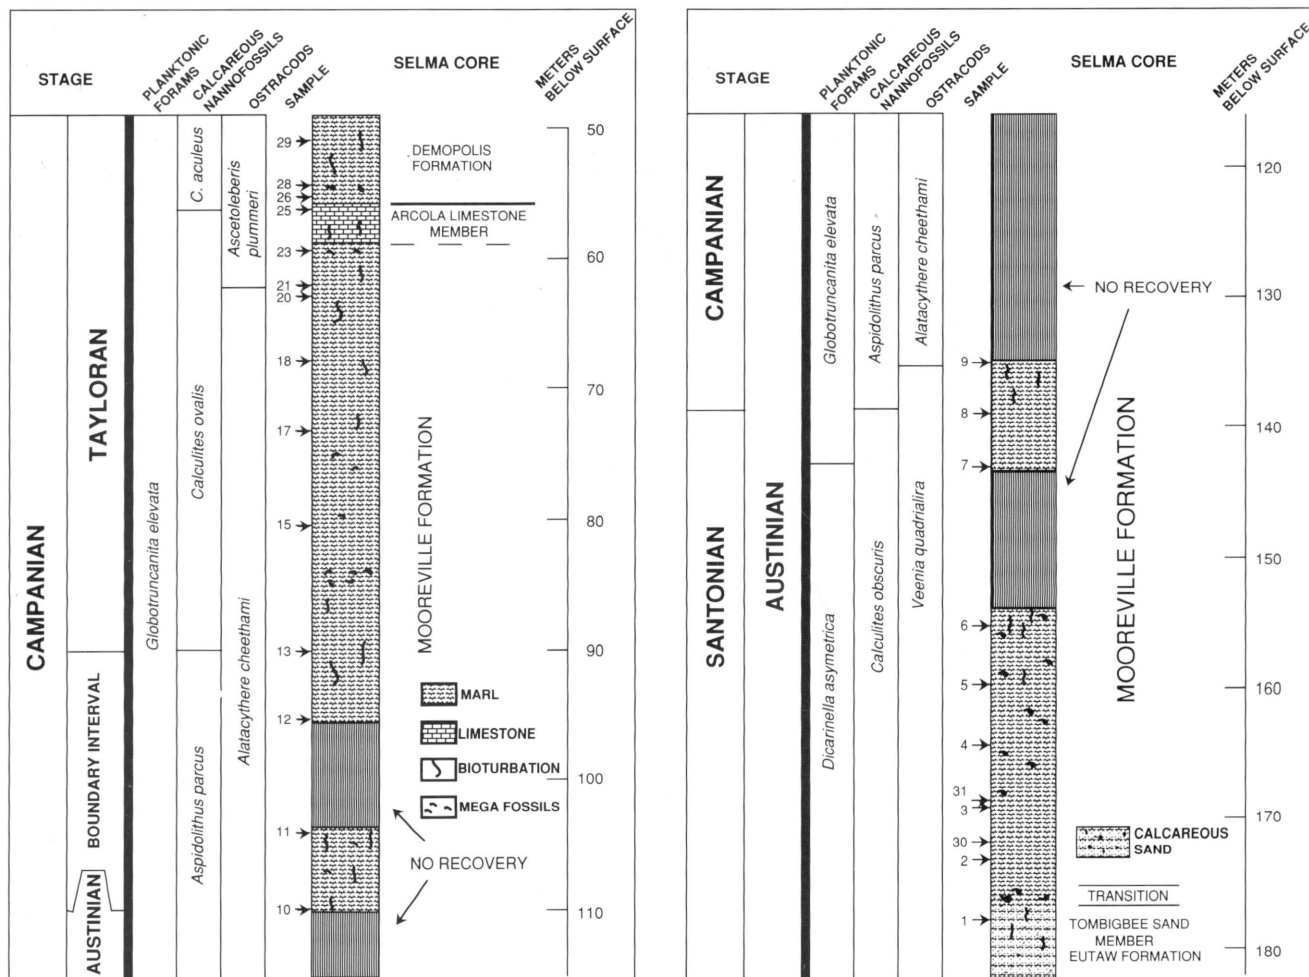 STAGE
PLANKTONIC
FORAMS
CALCAREOUS
NANNOFOSSILS
OSTRACODS
SAMPLE
SELMA CORE
METERS
BELOW SURFACE
CAMPANIAN
TAYLORAN
BOUNDARY INTERVAL
AUSTINIAN
Globotruncanita elevata
C. aculeus
Calculites ovalis
Aspidolithus parcus
Ascetoleberis
plummeri
Alatacythere cheethami
29
28
26
25
23
21
20
18
17
15
13
12
11
10
DEMOPOLIS
FORMATION
ARCOLA LIMESTONE
MEMBER
MOOREVILLE FORMATION
MARL
LIMESTONE
BIOTURBATION
MEGA FOSSILS
NO RECOVERY
50
60
70
80
90
100
110
STAGE
PLANKTONIC
FORAMS
CALCAREOUS
NANNOFOSSILS
OSTRACODS
SAMPLE
SELMA CORE
METERS
BELOW SURFACE
CAMPANIAN
SANTONIAN
AUSTINIAN
Globotruncanita elevata
Dicarinella asymetrica
Aspidolithus parcus -
Calculites obscuris
Alatacythere cheethami
Veenia quadrialira
9
8
7
6
5
4
31
3
30
2
1
NO RECOVERY
MOOREVILLE FORMATION
CALCAREOUS
SAND
TRANSITION
TOMBIGBEE SAND
MEMBER
EUTAW FORMATION
120
130
140
150
160
170
180